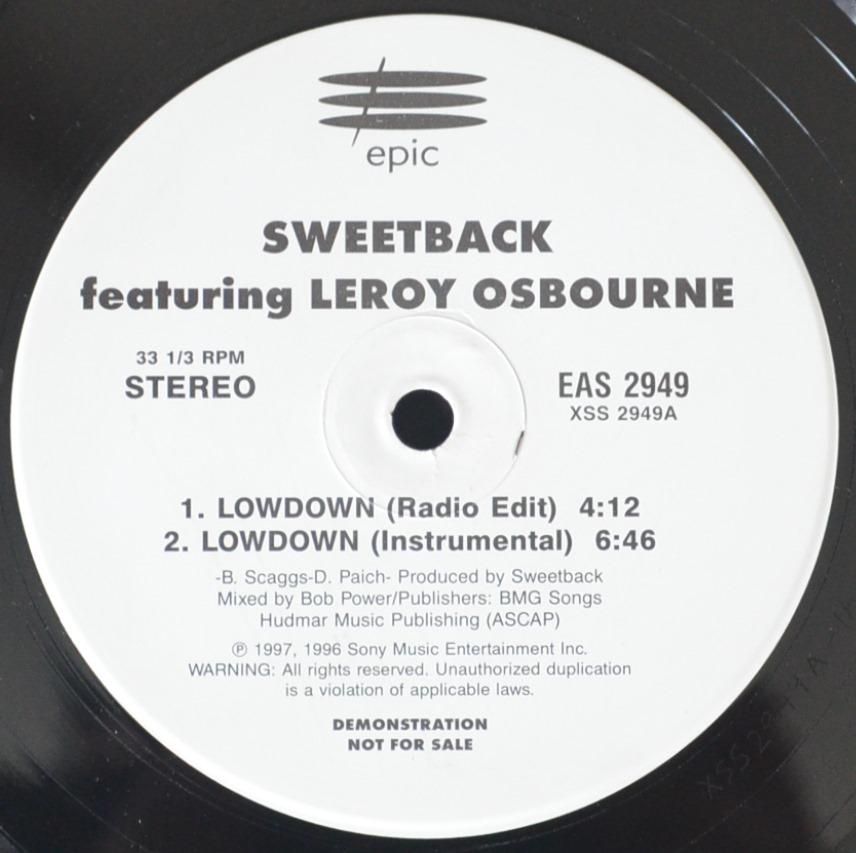 epic
SWEETBACK
featuring LEROY OSBOURNE
33 1/3 RPM
STEREO
EAS 2949
XSS 2949A
1. LOWDOWN (Radio Edit) 4:12
2. LOWDOWN (Instrumental) 6:46
-B. Scaggs-D. Paich- Produced by Sweetback
Mixed by Bob Power/Publishers: BMG Songs
Hudmar Music Publishing (ASCAP)
℗ 1997, 1996 Sony Music Entertainment Inc.
WARNING: All rights reserved. Unauthorized duplication
is a violation of applicable laws.
DEMONSTRATION
NOT FOR SALE